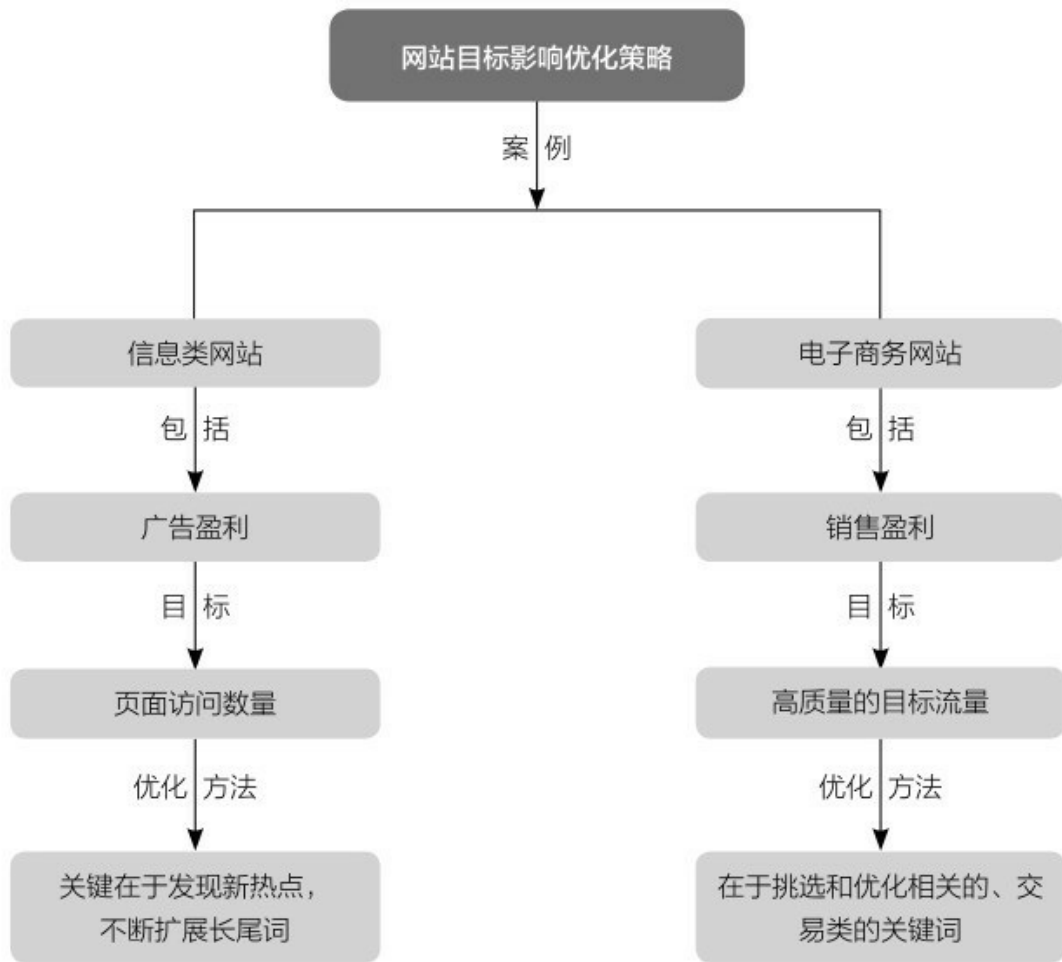 网站目标影响优化策略
案 例
信息类网站
电子商务网站
包 括
包 括
广告盈利
销售盈利
目 标
目 标
页面访问数量
高质量的目标流量
优化 方法
优化 方法
关键在于发现新热点，
不断扩展长尾词
在于挑选和优化相关的、交
易类的关键词